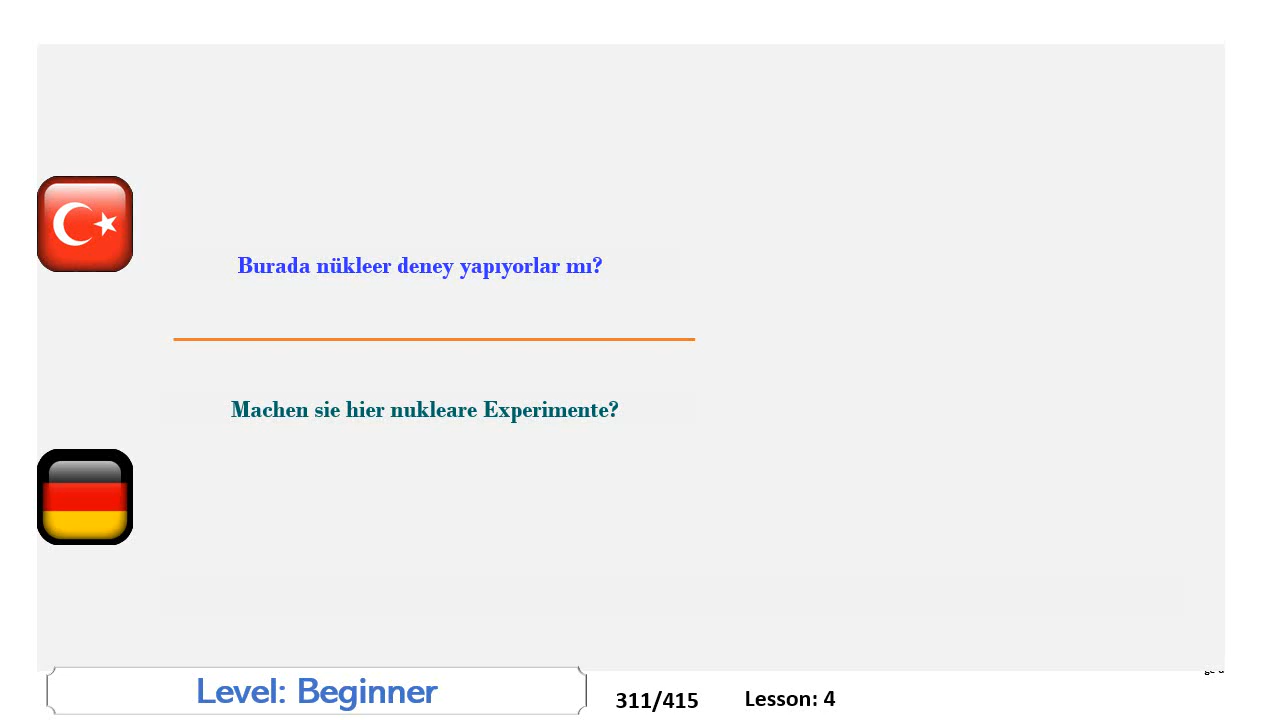 Burada nükleer deney yapıyorlar mı?
Machen sie hier nukleare Experimente?
Level: Beginner
311/415
Lesson: 4